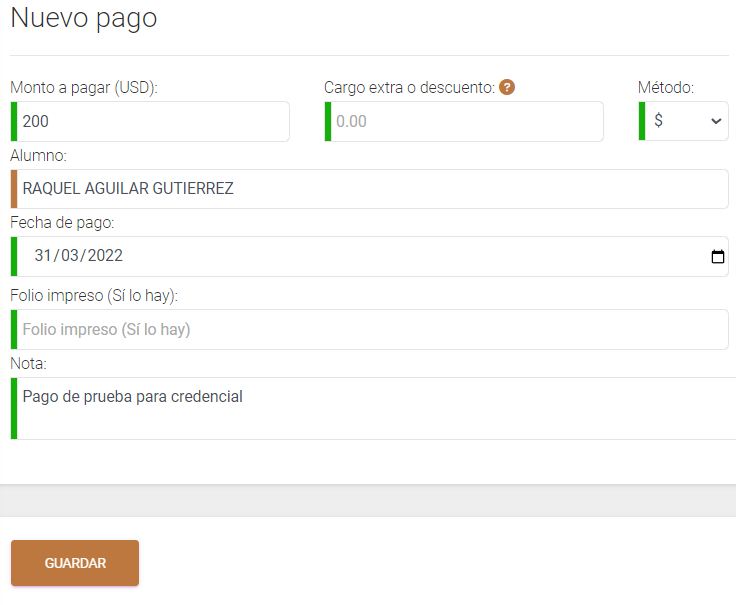 Nuevo pago
Monto a pagar (USD):
Cargo extra o descuento: ?
Método:
200
0.00
$
Alumno:
RAQUEL AGUILAR GUTIERREZ
Fecha de pago:
31/03/2022
Folio impreso (Sí lo hay):
Folio impreso (Sí lo hay)
Nota:
Pago de prueba para credencial
GUARDAR